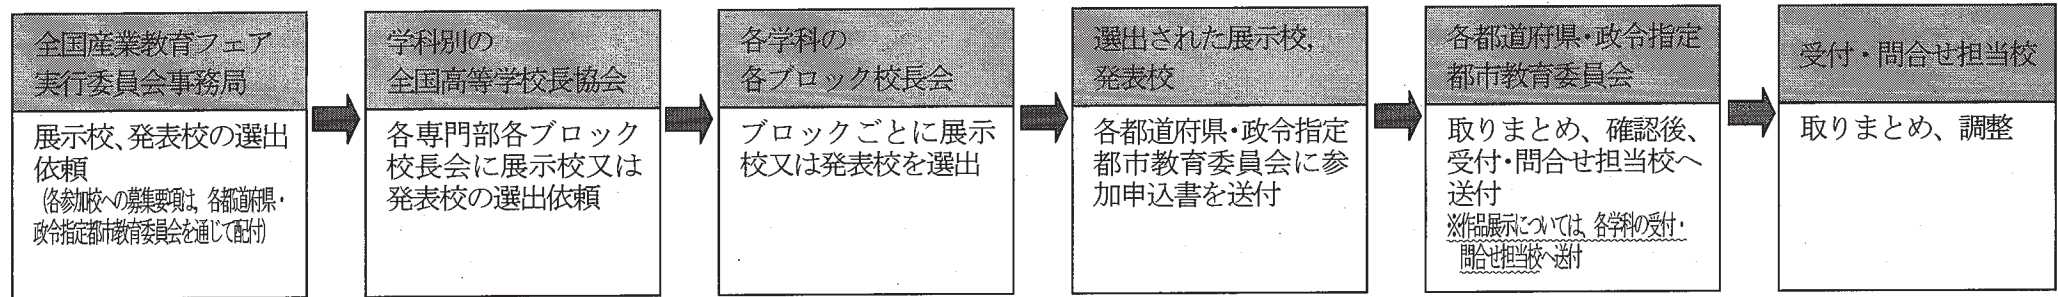 全国産業教育フェア
実行委員会事務局
展示校、発表校の選出
依頼
(各参加校への募集要項は、各都道府県・
政令指定都市教育委員会を通じて配付)
学科別の
全国高等学校長協会
各専門部各ブロック
校長会に展示校又は
発表校の選出依頼
各学科の
各ブロック校長会
ブロックごとに展示
校又は発表校を選出
選出された展示校,
発表校
各都道府県・政令指定
都市教育委員会に参
加申込書を送付
各都道府県・政令指定
都市教育委員会
取りまとめ、確認後、
受付・問合せ担当校へ
送付
※作品展示については、各学科の受付・
問合せ担当校へ送付
受付・問合せ担当校
取りまとめ、調整